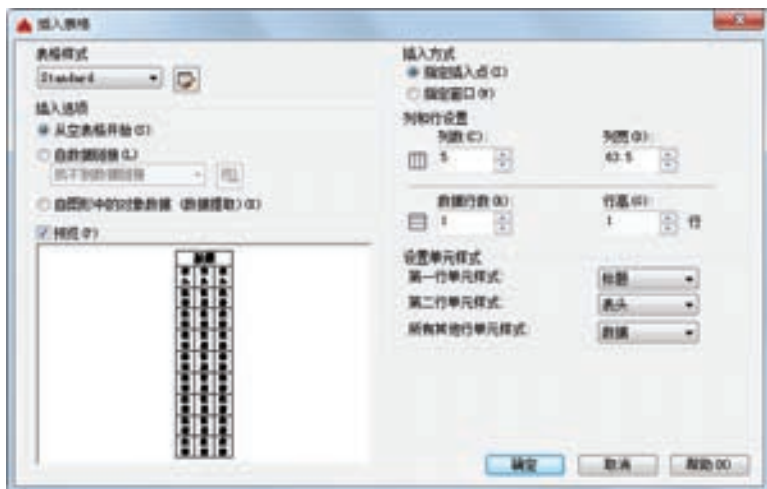 插入表格
表格样式
Standard
插入选项
从空表格开始(S)
自数据链接(L)
找不到数据链接
自图形中的对象数据(数据提取)(X)
预览(P)
标题
插入方式
指定插入点(I)
指定窗口(W)
列和行设置
列数(C):
列宽(D):
5
63.5
数据行数(R):
行高(G):
1
1
行
设置单元样式
第一行单元样式:
标题
第二行单元样式:
表头
所有其他行单元样式:
数据
确定
取消
帮助(H)